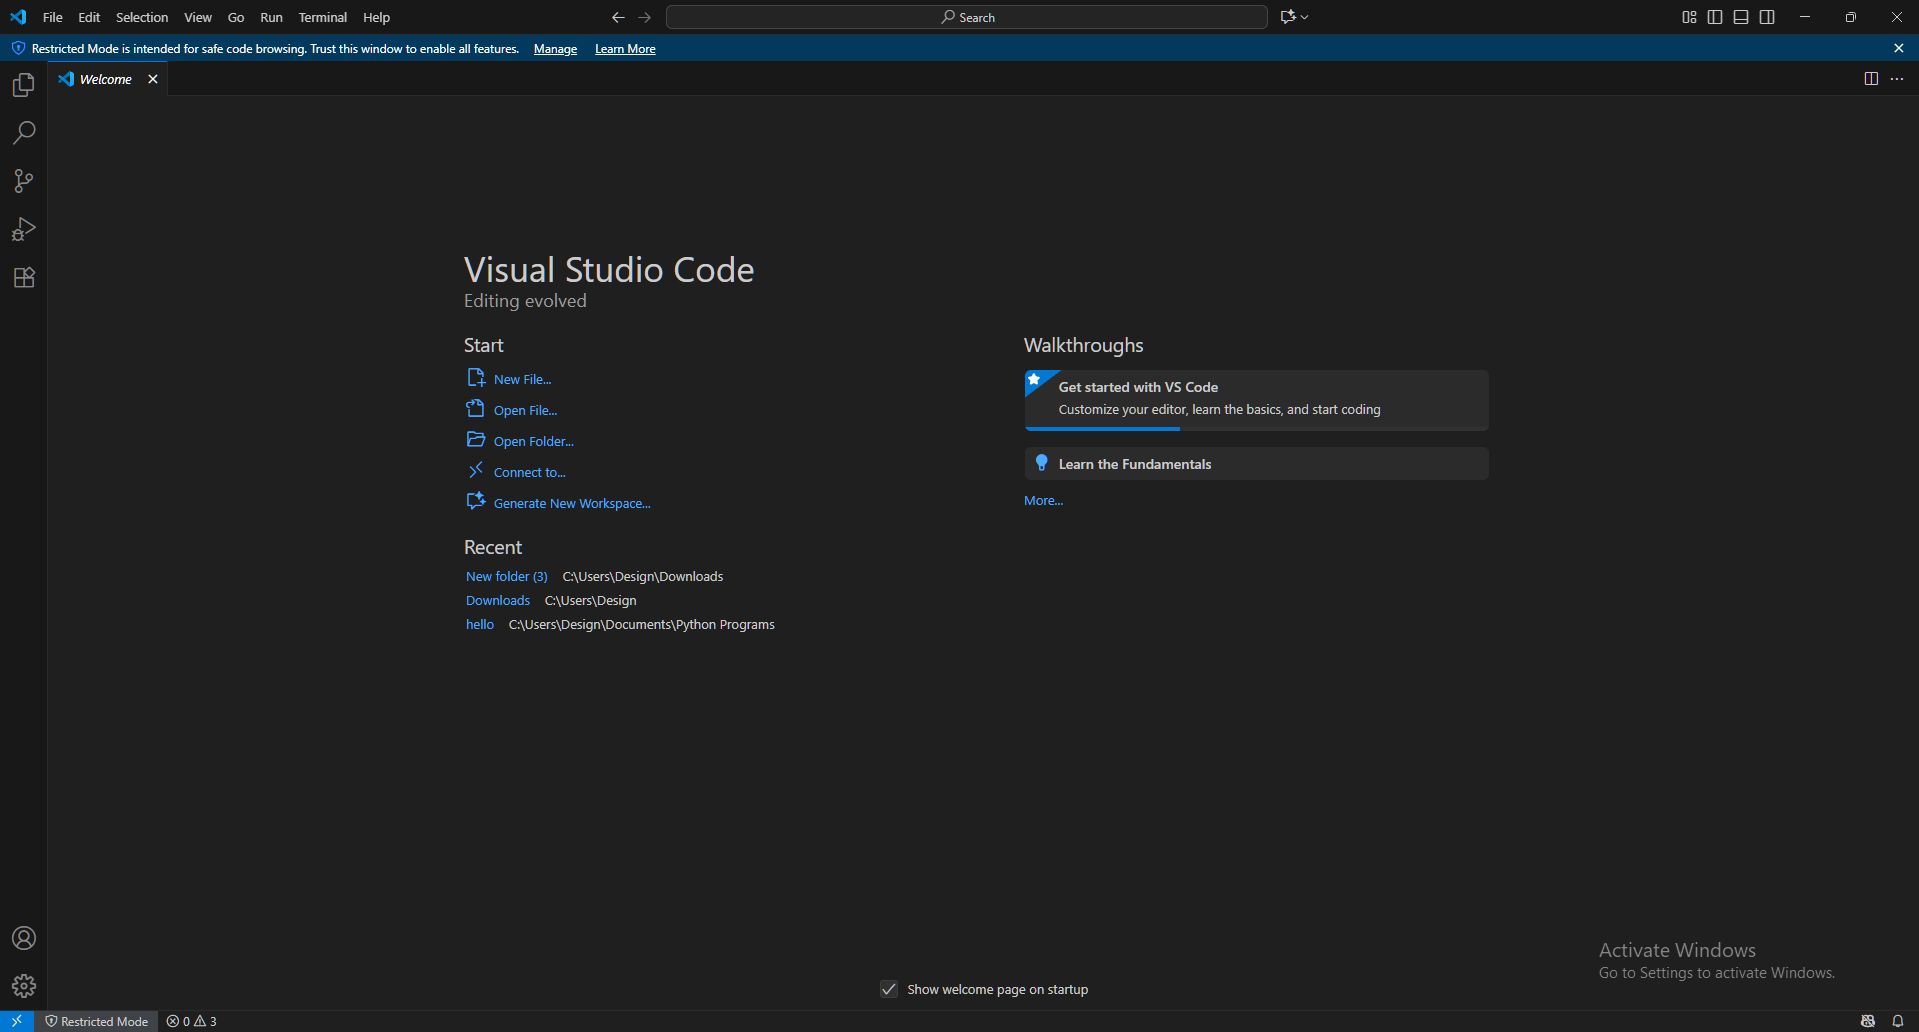 File Edit Selection View Go Run Terminal Help
Search
Restricted Mode is intended for safe code browsing. Trust this window to enable all features. Manage Learn More
Welcome
Visual Studio Code
Editing evolved
Start
New File...
Open File...
Open Folder...
Connect to...
Generate New Workspace...
Recent
New folder (3) C:\Users\Design\Downloads
Downloads C:\Users\Design
hello C:\Users\Design\Documents\Python Programs
Walkthroughs
Get started with VS Code
Customize your editor, learn the basics, and start coding
Learn the Fundamentals
More...
Activate Windows
Go to Settings to activate Windows.
Show welcome page on startup
Restricted Mode 0 3